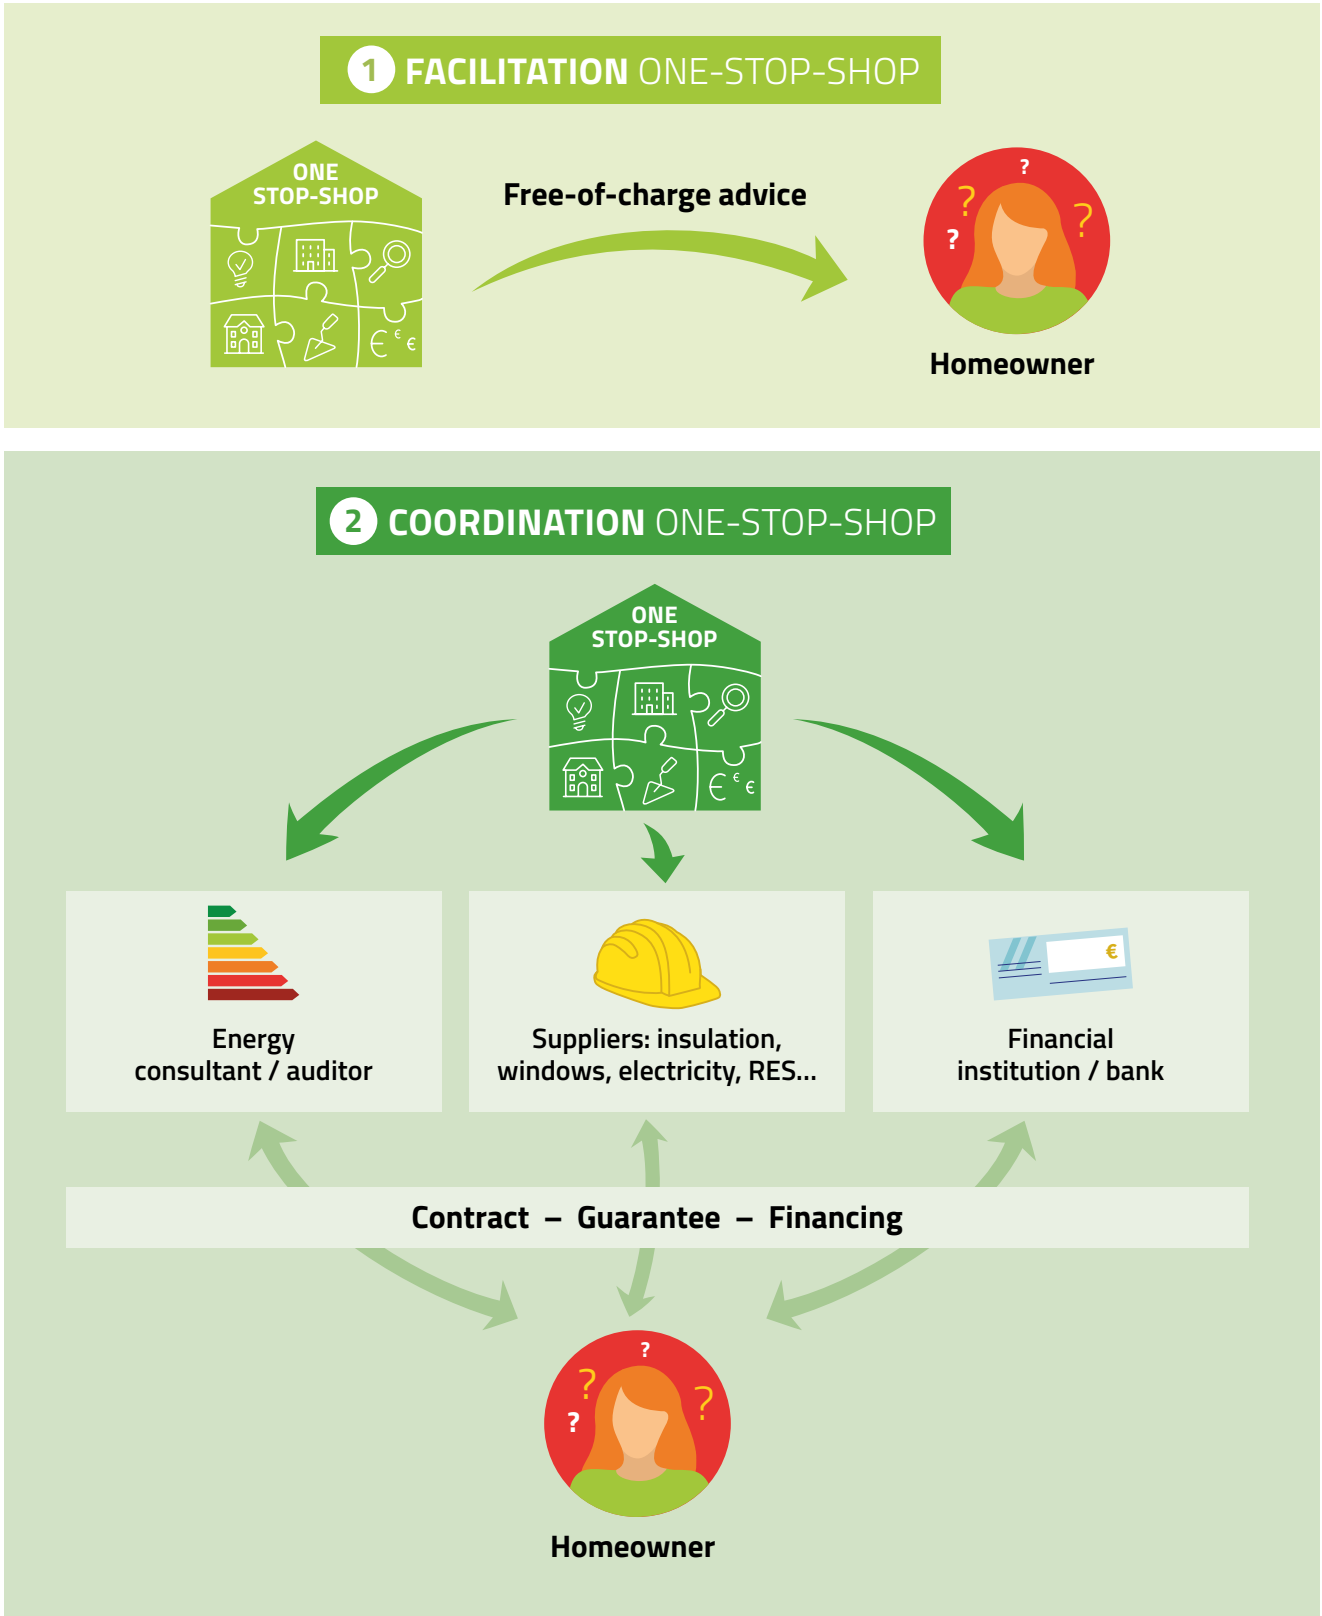 1 FACILITATION ONE-STOP-SHOP
ONE
STOP-SHOP
Free-of-charge advice
?
?
?
?
€ € €
Homeowner
2 COORDINATION ONE-STOP-SHOP
ONE
STOP-SHOP
€ € €
€
Energy
consultant / auditor
Suppliers: insulation,
windows, electricity, RES...
Financial
institution / bank
Contract – Guarantee – Financing
?
?
?
?
Homeowner